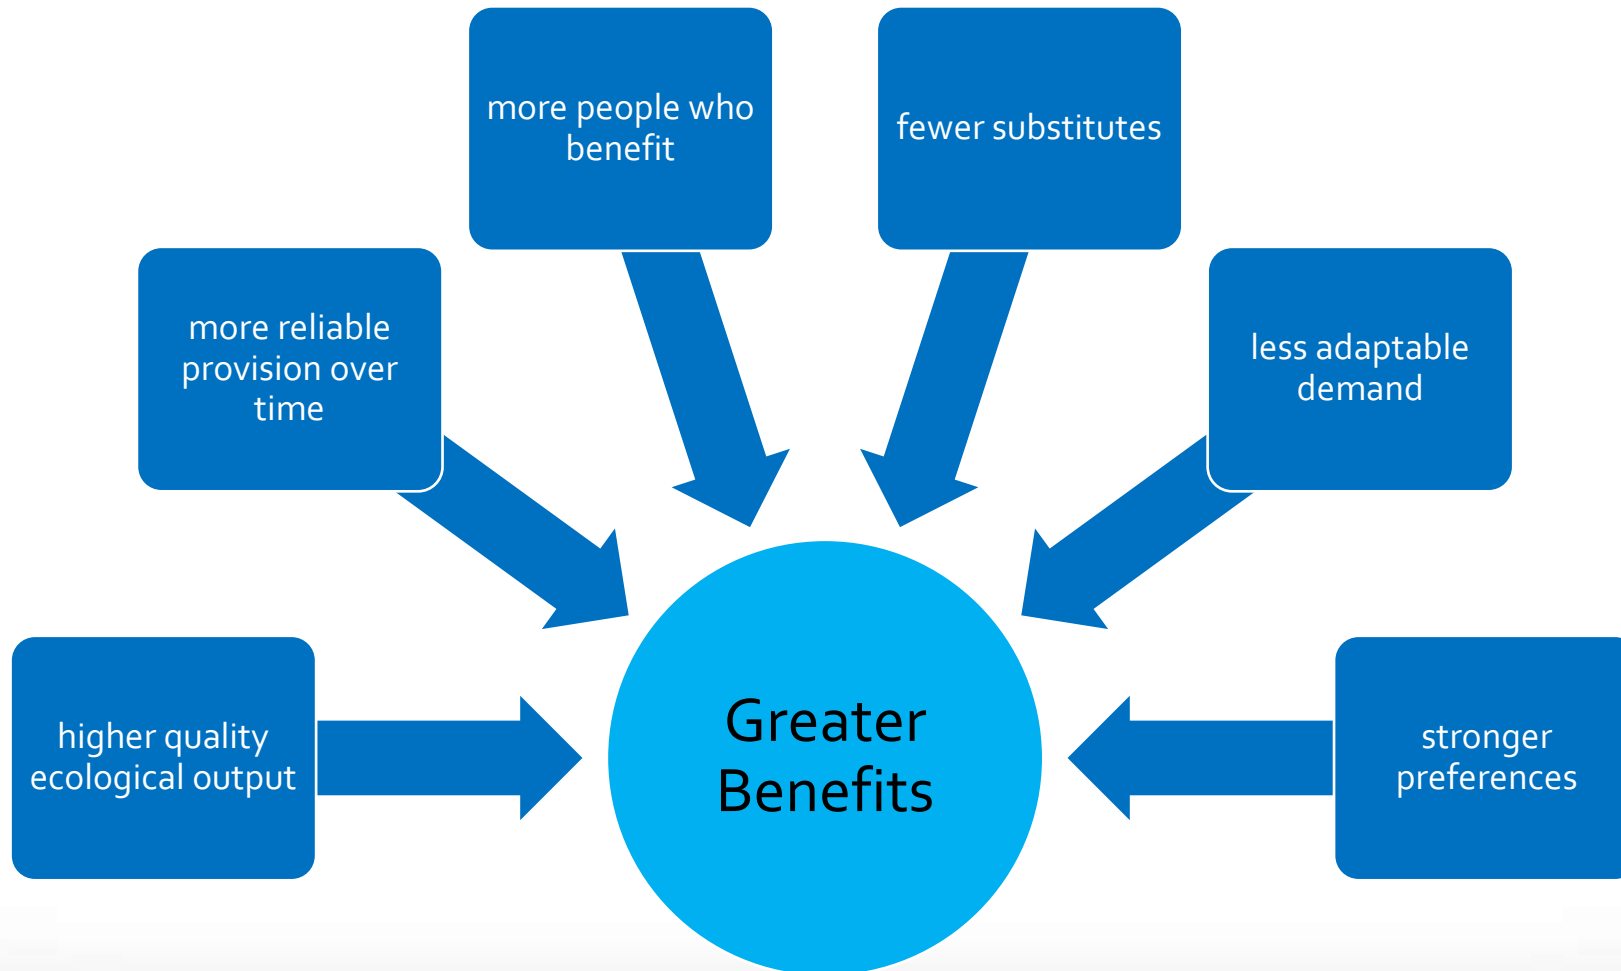 more people who
benefit
fewer substitutes
more reliable
provision over
time
less adaptable
demand
higher quality
ecological output
Greater
Benefits
stronger
preferences